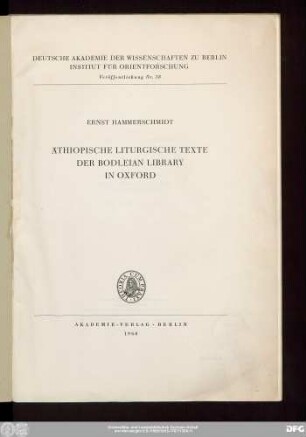 DEUTSCHE AKADEMIE DER WISSENSCHAFTEN ZU BERLIN
INSTITUT FÜR ORIENTFORSCHUNG
Veröffentlichung Nr. 38
ERNST HAMMERSCHMIDT
ÄTHIOPISCHE LITURGISCHE TEXTE
DER BODLEIAN LIBRARY
IN OXFORD
AKADEMIE-VERLAG · BERLIN
1960